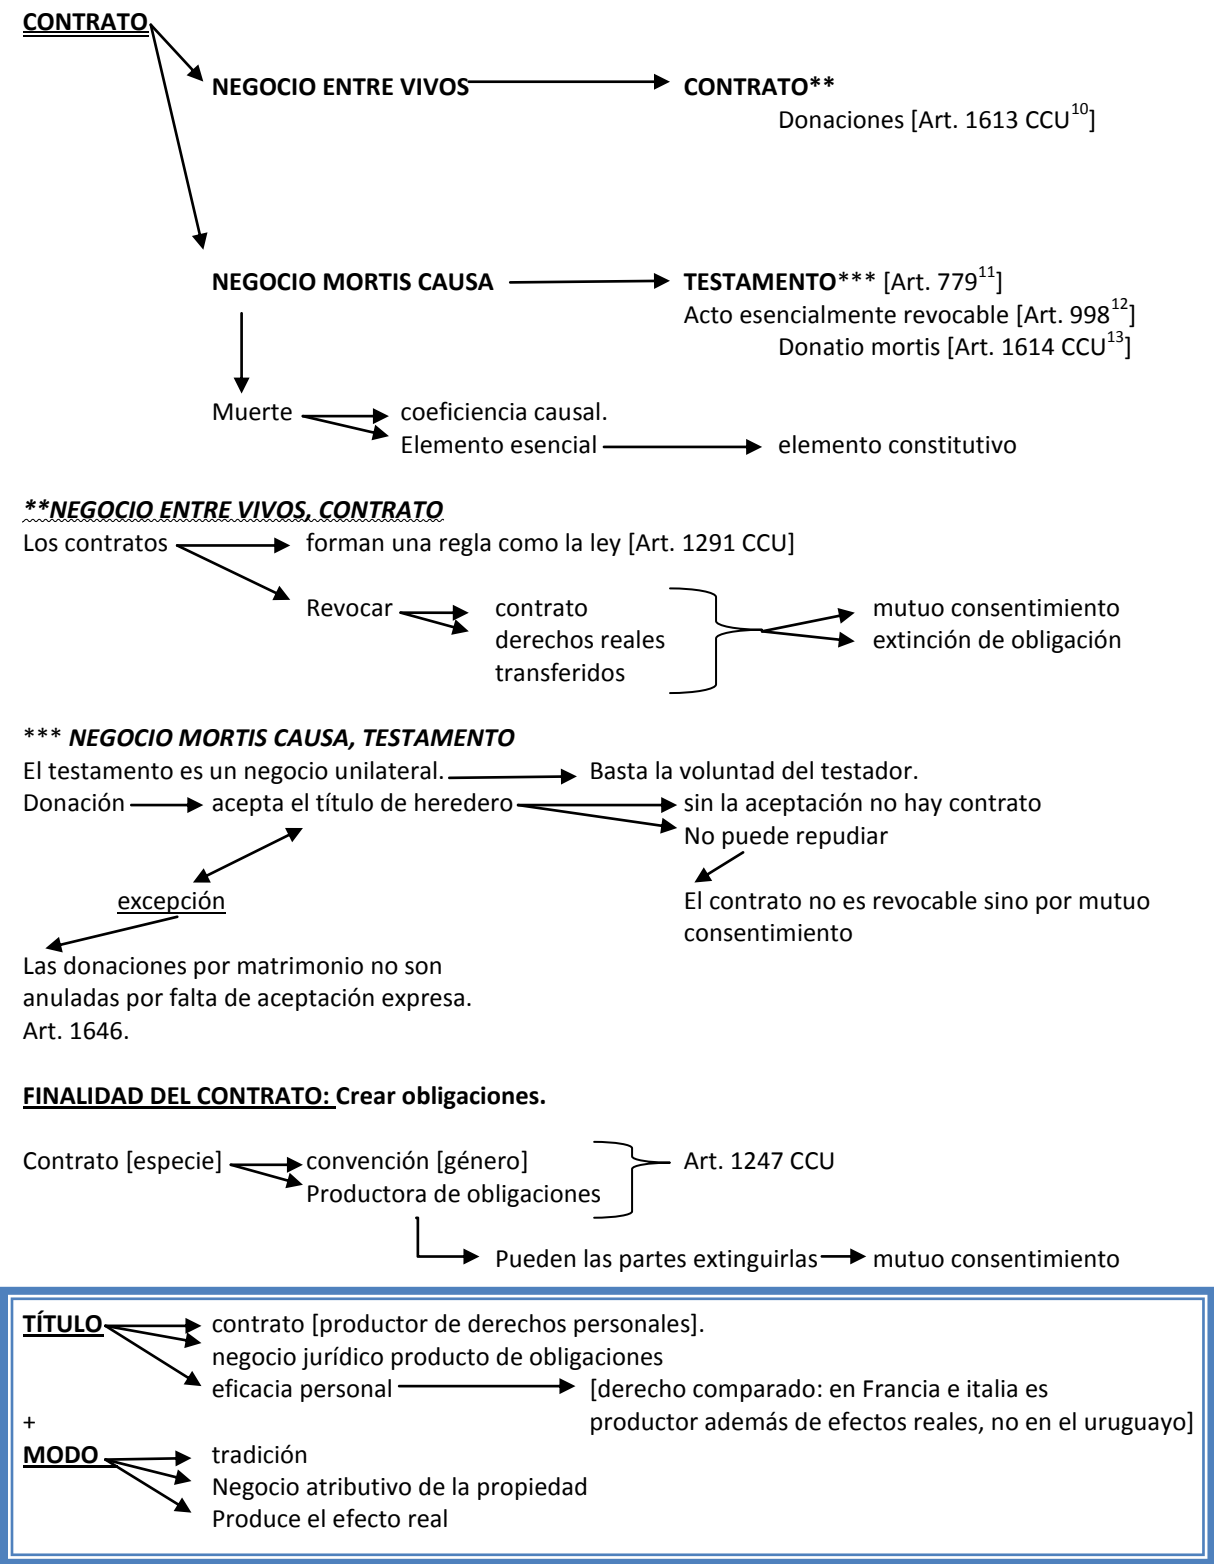 CONTRATO
NEGOCIO ENTRE VIVOS CONTRATO**
Donaciones [Art. 1613 CCU10]
NEGOCIO MORTIS CAUSA TESTAMENTO*** [Art. 77911]
Acto esencialmente revocable [Art. 99812]
Donatio mortis [Art. 1614 CCU13]
Muerte coeficiencia causal.
Elemento esencial elemento constitutivo
**NEGOCIO ENTRE VIVOS, CONTRATO
Los contratos forman una regla como la ley [Art. 1291 CCU]
Revocar contrato mutuo consentimiento
derechos reales extinción de obligación
transferidos
*** NEGOCIO MORTIS CAUSA, TESTAMENTO
El testamento es un negocio unilateral. Basta la voluntad del testador.
Donación acepta el título de heredero sin la aceptación no hay contrato
No puede repudiar
excepción El contrato no es revocable sino por mutuo
consentimiento
Las donaciones por matrimonio no son
anuladas por falta de aceptación expresa.
Art. 1646.
FINALIDAD DEL CONTRATO: Crear obligaciones.
Contrato [especie] convención [género] Art. 1247 CCU
Productora de obligaciones
Pueden las partes extinguirlas mutuo consentimiento
TÍTULO contrato [productor de derechos personales].
negocio jurídico producto de obligaciones
eficacia personal [derecho comparado: en Francia e italia es
+ productor además de efectos reales, no en el uruguayo]
MODO tradición
Negocio atributivo de la propiedad
Produce el efecto real